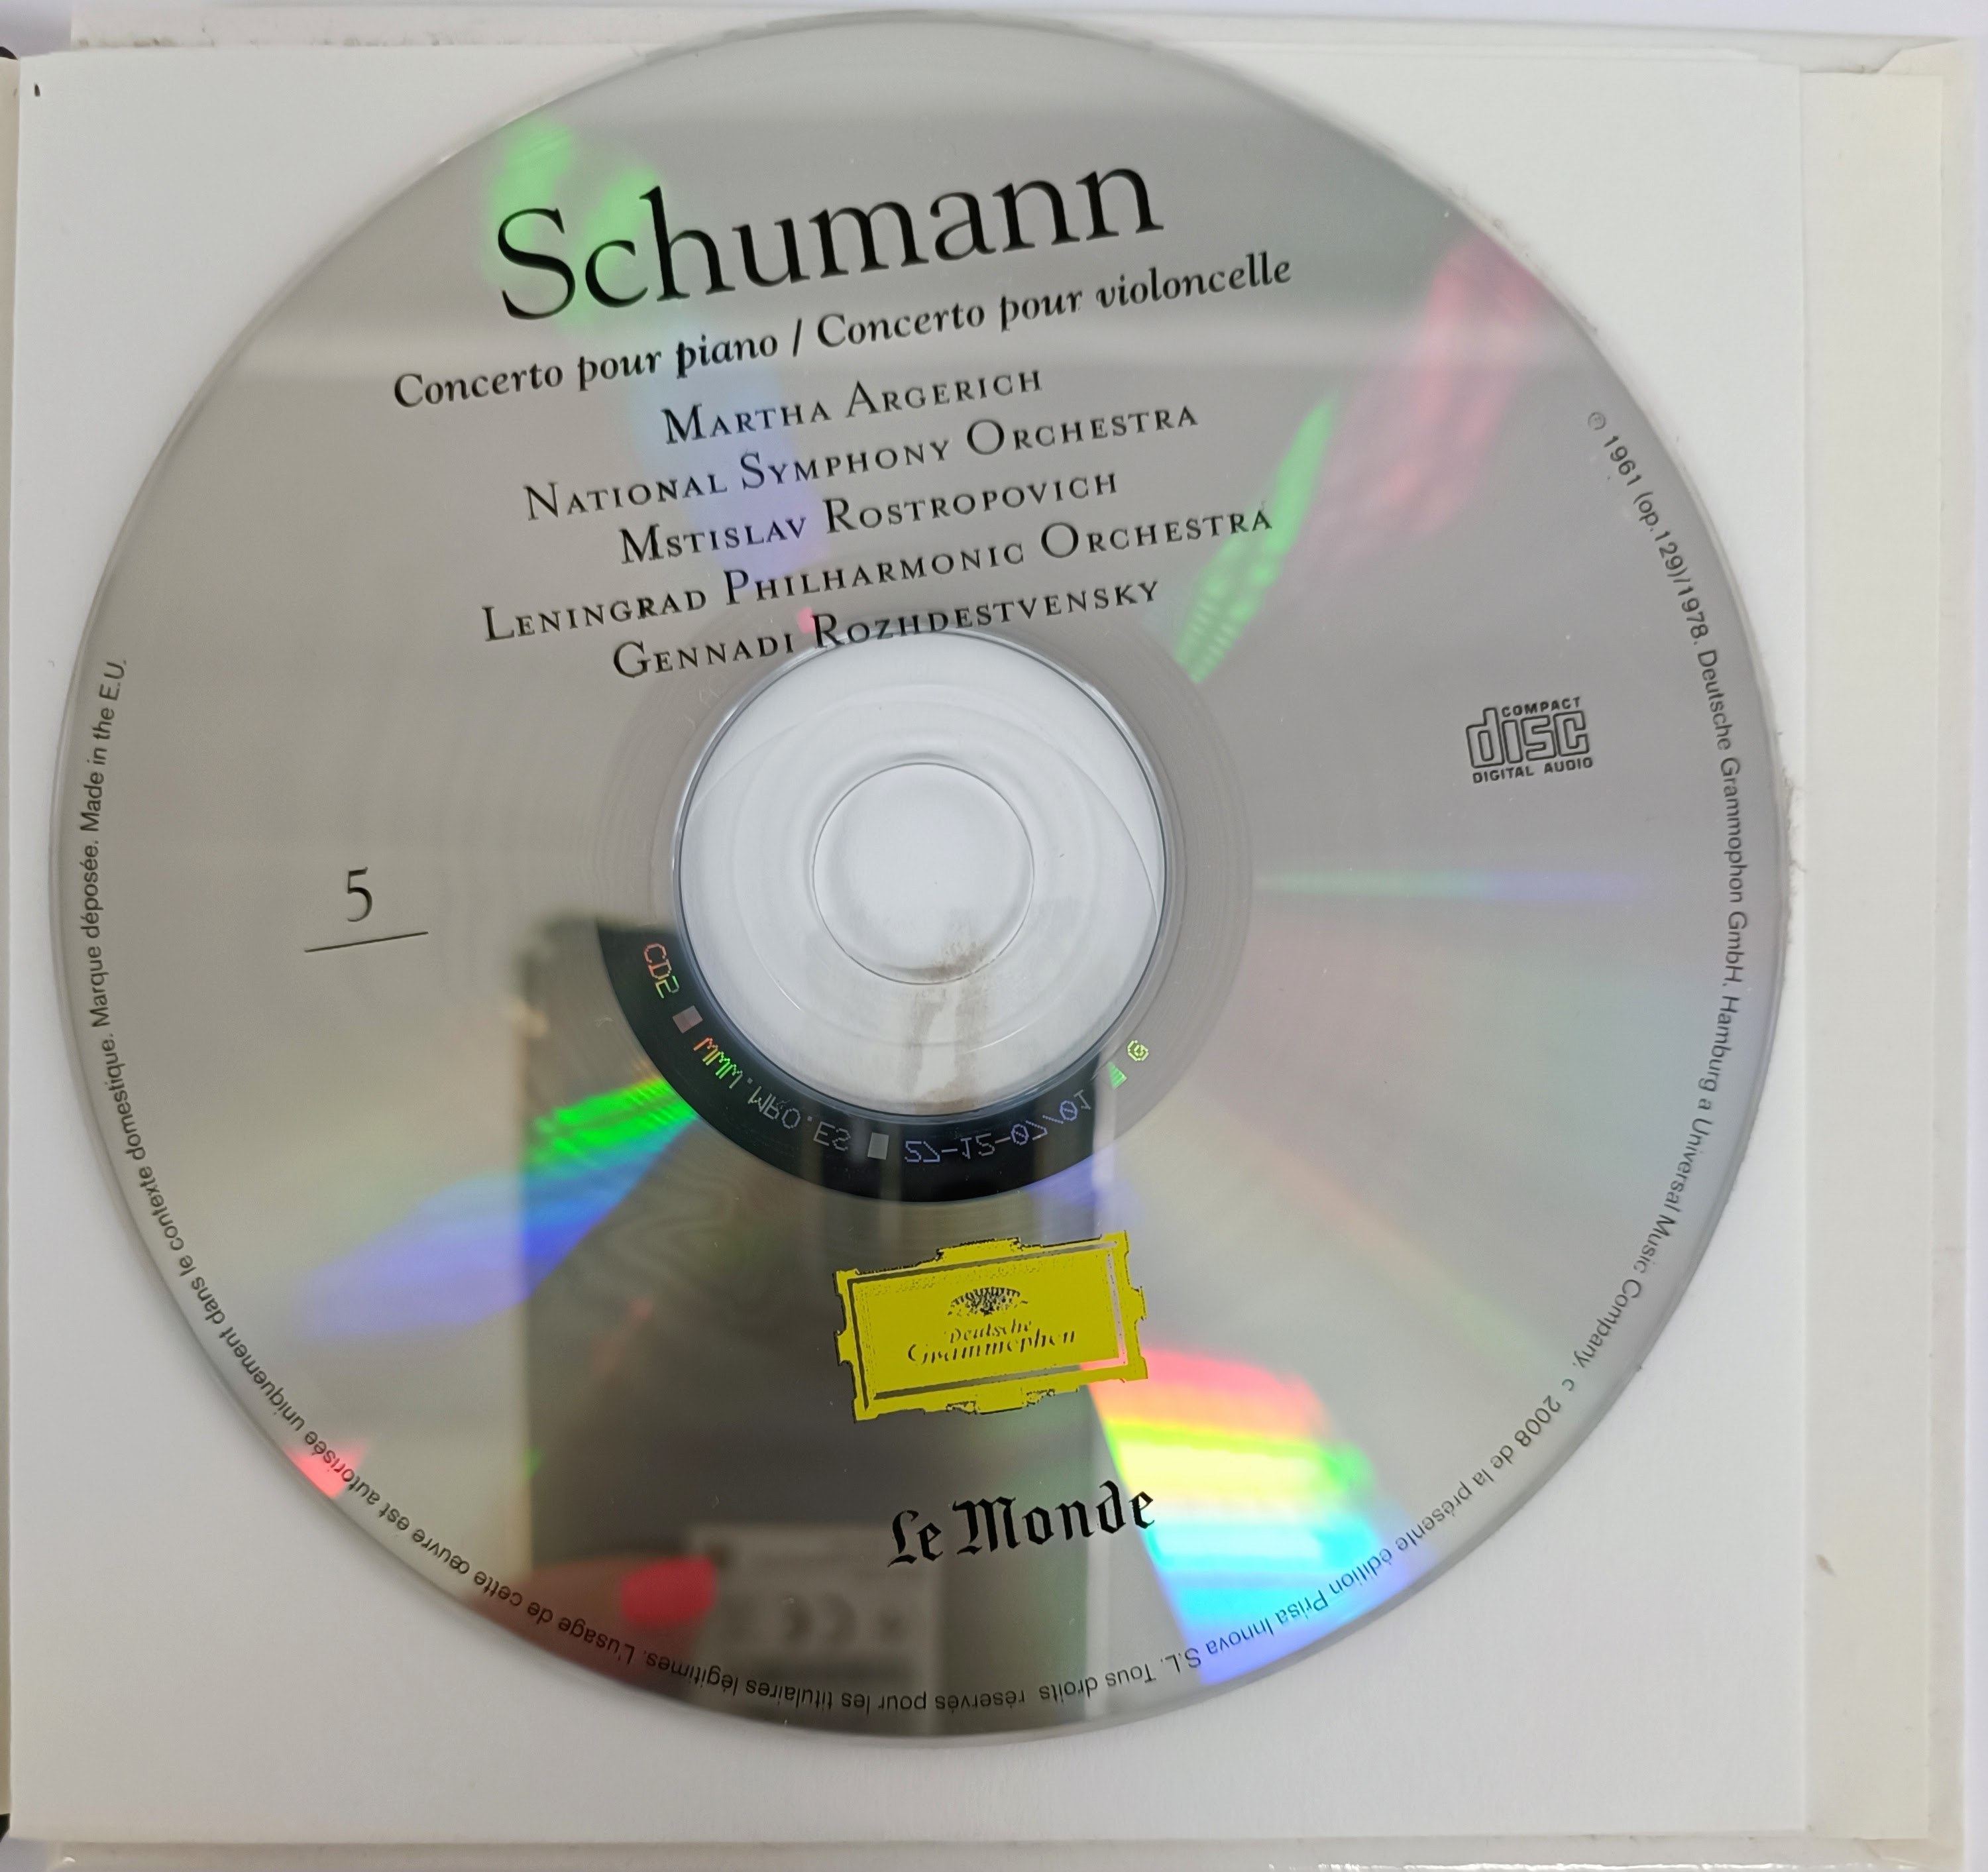 Schumann
Concerto pour piano / Concerto pour violoncelle
MARTHA ARGERICH
NATIONAL SYMPHONY ORCHESTRA
MSTISLAV ROSTROPOVICH
LENINGRAD PHILHARMONIC ORCHESTRA
GENNADI ROZHDESTVENSKY
COMPACT
disc
DIGITAL AUDIO
5
Deutsche
Grammophon
Le Monde
℗ 1961 (op.129)/1978. Deutsche Grammophon GmbH. Hamburg a Universal Music Company. c 2008 de la présente édition Prisa Innova S.L. Tous droits réservés pour les titulaires légitimes. L'usage de cette œuvre est autorisée uniquement dans le contexte domestique. Marque déposée. Made in the E.U.